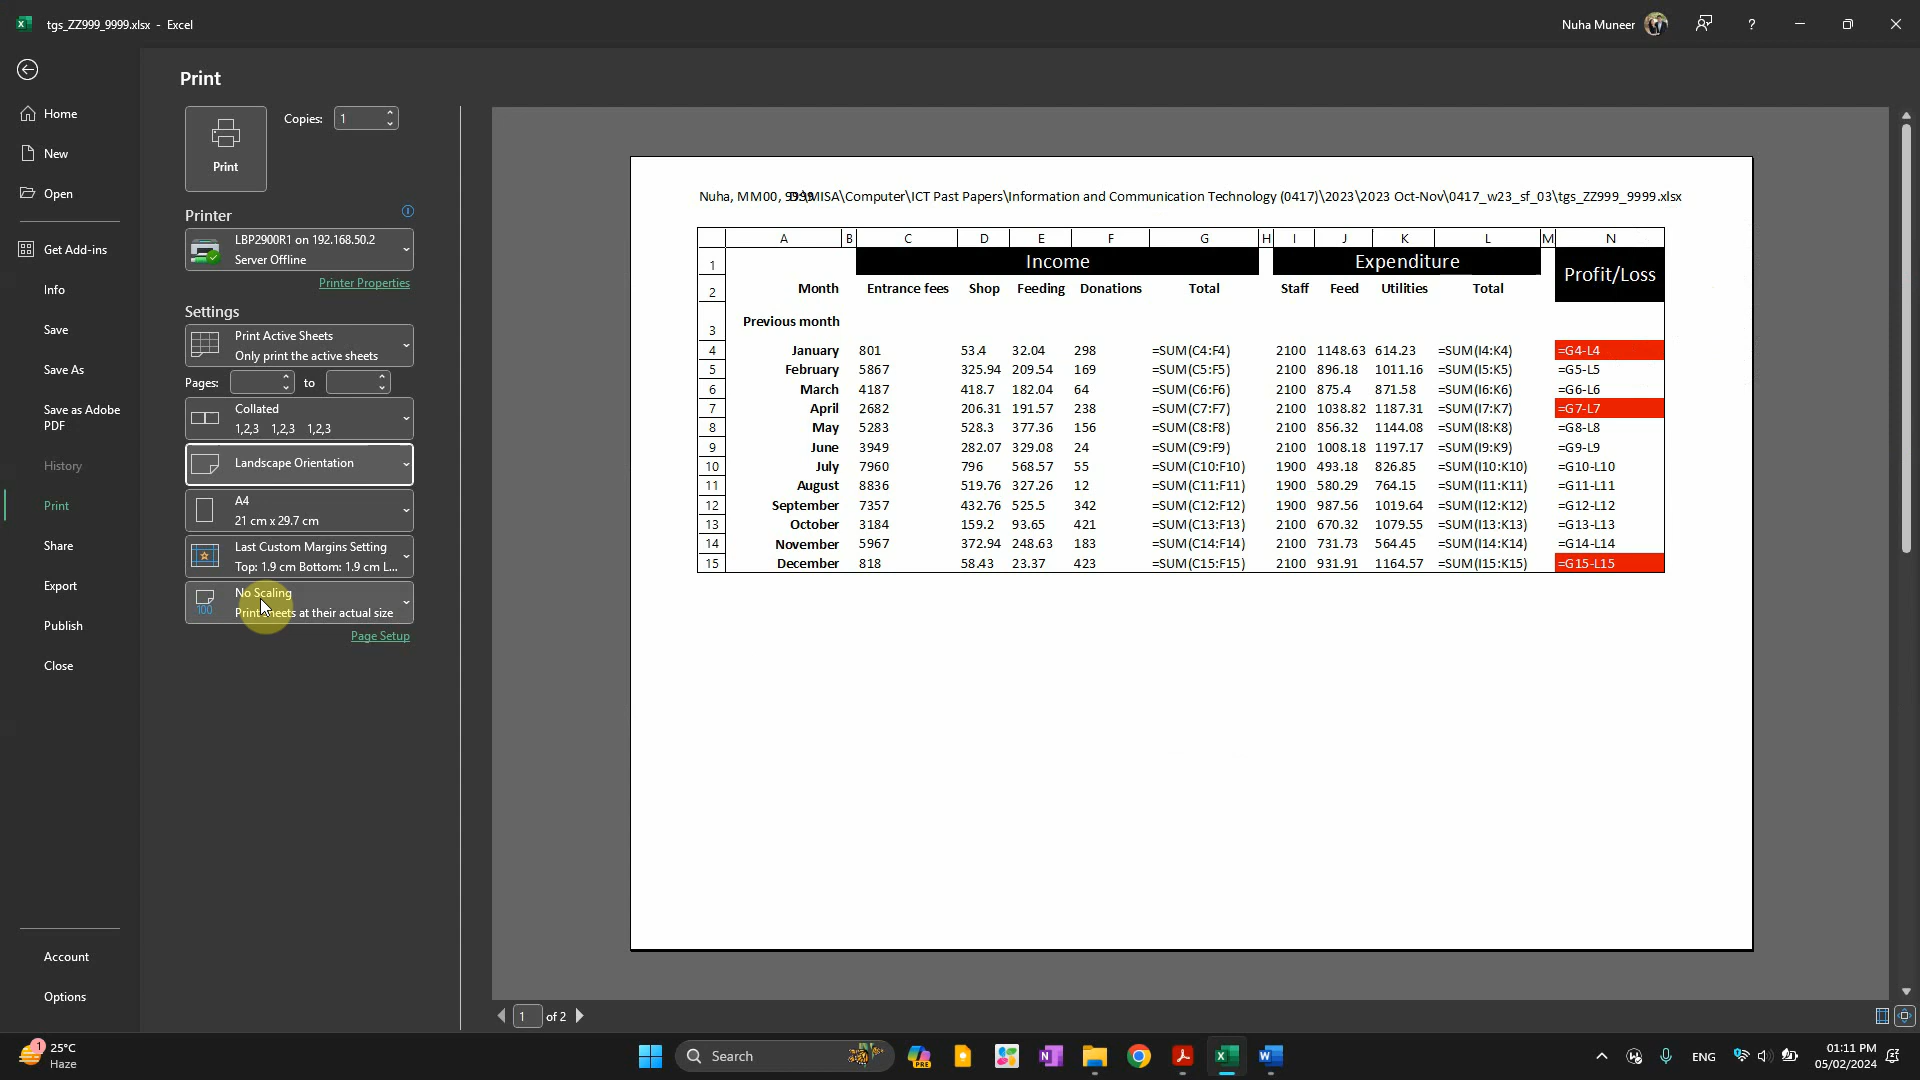 tgs_ZZ999_9999.xlsx - Excel
Nuha Muneer
?
Print
Home
New
Open
Get Add-ins
Info
Save
Save As
Save as Adobe
PDF
History
Print
Share
Export
Publish
Close
Account
Options
Print
Copies: 1
Printer
LBP2900R1 on 192.168.50.2
Server Offline
Printer Properties
Settings
Print Active Sheets
Only print the active sheets
Pages: to
Collated
1,2,3 1,2,3 1,2,3
Landscape Orientation
A4
21 cm x 29.7 cm
Last Custom Margins Setting
Top: 1.9 cm Bottom: 1.9 cm L...
100
No Scaling
Print sheets at their actual size
Page Setup
Nuha, MM00, \MISA\Computer\ICT Past Papers\Information and Communication Technology (0417)\2023\2023 Oct-Nov\0417_w23_sf_03\tgs_ZZ999_9999.xlsx
A B C D E F G H I J K L M N
1 Income Expenditure Profit/Loss
2 Month Entrance fees Shop Feeding Donations Total Staff Feed Utilities Total
3 Previous month
4 January 801 53.4 32.04 298 =SUM(C4:F4) 2100 1148.63 614.23 =SUM(I4:K4) =G4-L4
5 February 5867 325.94 209.54 169 =SUM(C5:F5) 2100 896.18 1011.16 =SUM(I5:K5) =G5-L5
6 March 4187 418.7 182.04 64 =SUM(C6:F6) 2100 875.4 871.58 =SUM(I6:K6) =G6-L6
7 April 2682 206.31 191.57 238 =SUM(C7:F7) 2100 1038.82 1187.31 =SUM(I7:K7) =G7-L7
8 May 5283 528.3 377.36 156 =SUM(C8:F8) 2100 856.32 1144.08 =SUM(I8:K8) =G8-L8
9 June 3949 282.07 329.08 24 =SUM(C9:F9) 2100 1008.18 1197.17 =SUM(I9:K9) =G9-L9
10 July 7960 796 568.57 55 =SUM(C10:F10) 1900 493.18 826.85 =SUM(I10:K10) =G10-L10
11 August 8836 519.76 327.26 12 =SUM(C11:F11) 1900 580.29 764.15 =SUM(I11:K11) =G11-L11
12 September 7357 432.76 525.5 342 =SUM(C12:F12) 1900 987.56 1019.64 =SUM(I12:K12) =G12-L12
13 October 3184 159.2 93.65 421 =SUM(C13:F13) 2100 670.32 1079.55 =SUM(I13:K13) =G13-L13
14 November 5967 372.94 248.63 183 =SUM(C14:F14) 2100 731.73 564.45 =SUM(I14:K14) =G14-L14
15 December 818 58.43 23.37 423 =SUM(C15:F15) 2100 931.91 1164.57 =SUM(I15:K15) =G15-L15
1 of 2
1
25°C
Haze
Search
PRE
ENG
01:11 PM
05/02/2024